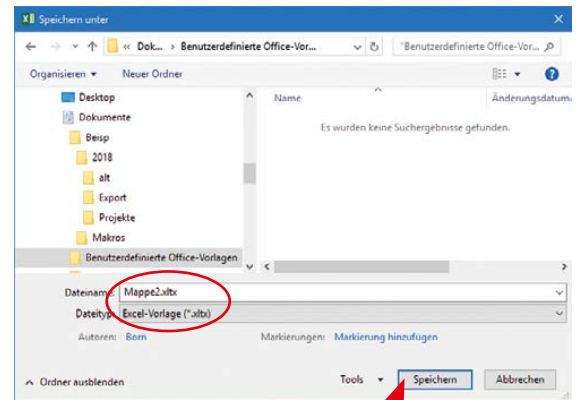 Speichern unter
« Dok... › Benutzerdefinierte Office-Vor... "Benutzerdefinierte Office-Vor...
Organisieren Neuer Ordner
Desktop
Dokumente
Beisp
2018
alt
Export
Projekte
Makros
Benutzerdefinierte Office-Vorlagen
Name Änderungsdatum
Es wurden keine Suchergebnisse gefunden.
Dateiname: Mappe2.xltx
Dateityp: Excel-Vorlage (*.xltx)
Autoren: Born Markierungen: Markierung hinzufügen
Ordner ausblenden Tools Speichern Abbrechen